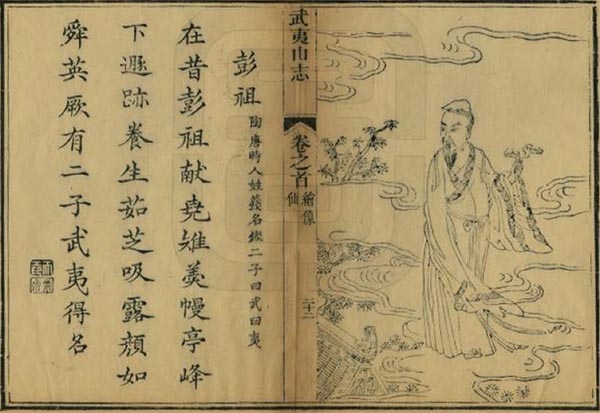 武夷山志
卷之首
繪像
仙
二十二
彭祖
陶唐時人姓籛名鏗二子曰武曰夷
在昔彭祖献堯雉羹幔亭峰
下遯跡養生茹芝吸露顏如
舜英厥有二子武夷得名